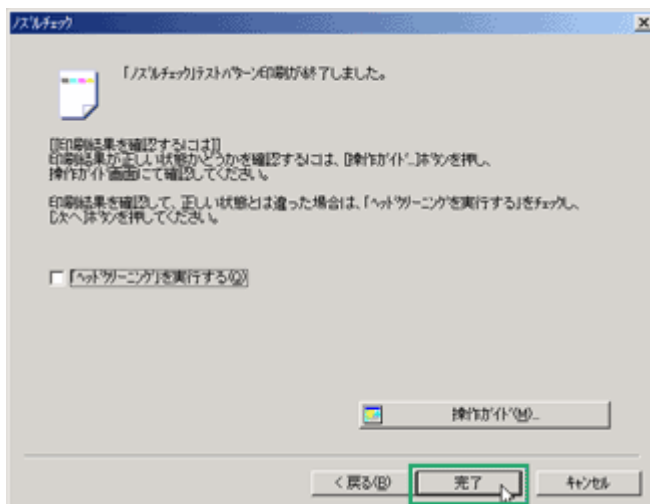 ﾉｽﾞﾙﾁｪｯｸ
｢ﾉｽﾞﾙﾁｪｯｸ｣ﾃｽﾄﾊﾟﾀｰﾝ印刷が終了しました。
[[印刷結果を確認するには]]
印刷結果が正しい状態かどうかを確認するには、[操作ｶﾞｲﾄﾞ...]ﾎﾞﾀﾝを押し、
操作ｶﾞｲﾄﾞ画面にて確認してください。
印刷結果を確認して、正しい状態とは違った場合は、｢ﾍｯﾄﾞｸﾘｰﾆﾝｸﾞを実行する｣をﾁｪｯｸし、
[次へ]ﾎﾞﾀﾝを押してください。
｢ﾍｯﾄﾞｸﾘｰﾆﾝｸﾞ｣を実行する(Q)
操作ｶﾞｲﾄﾞ(M)...
< 戻る(B)
完了
ｷｬﾝｾﾙ